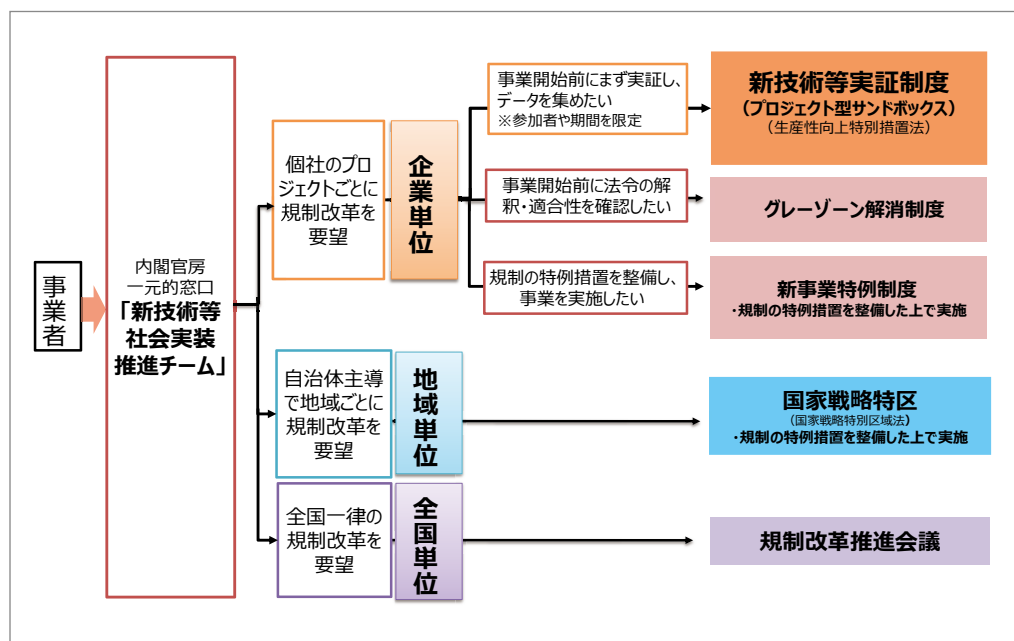 事業者
内閣官房
一元的窓口
「新技術等
社会実装
推進チーム」
個社のプロ
ジェクトごとに
規制改革を
要望
企業単位
事業開始前にまず実証し、
データを集めたい
※参加者や期間を限定
新技術等実証制度
(プロジェクト型サンドボックス)
(生産性向上特別措置法)
事業開始前に法令の解
釈・適合性を確認したい
グレーゾーン解消制度
規制の特例措置を整備し、
事業を実施したい
新事業特例制度
・規制の特例措置を整備した上で実施
自治体主導
で地域ごとに
規制改革を
要望
地域単位
国家戦略特区
(国家戦略特別区域法)
・規制の特例措置を整備した上で実施
全国一律の
規制改革を
要望
全国単位
規制改革推進会議